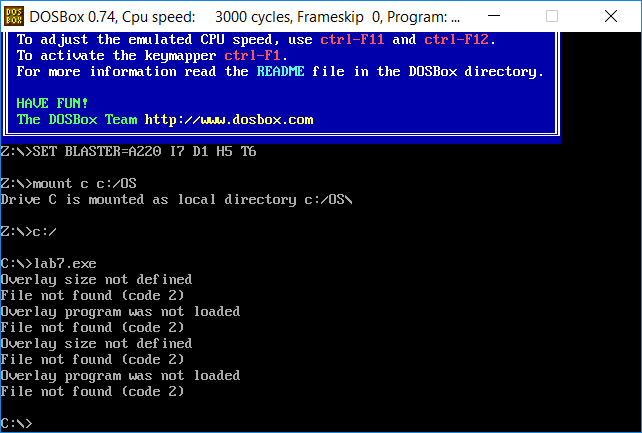 DOS
BOX
DOSBox 0.74, Cpu speed: 3000 cycles, Frameskip 0, Program: ...
To adjust the emulated CPU speed, use ctrl-F11 and ctrl-F12.
To activate the keymapper ctrl-F1.
For more information read the README file in the DOSBox directory.
HAVE FUN!
The DOSBox Team http://www.dosbox.com
Z:\>SET BLASTER=A220 I7 D1 H5 T6
Z:\>mount c c:/OS
Drive C is mounted as local directory c:/OS\
Z:\>c:/
C:\>lab7.exe
Overlay size not defined
File not found (code 2)
Overlay program was not loaded
File not found (code 2)
Overlay size not defined
File not found (code 2)
Overlay program was not loaded
File not found (code 2)
C:\>